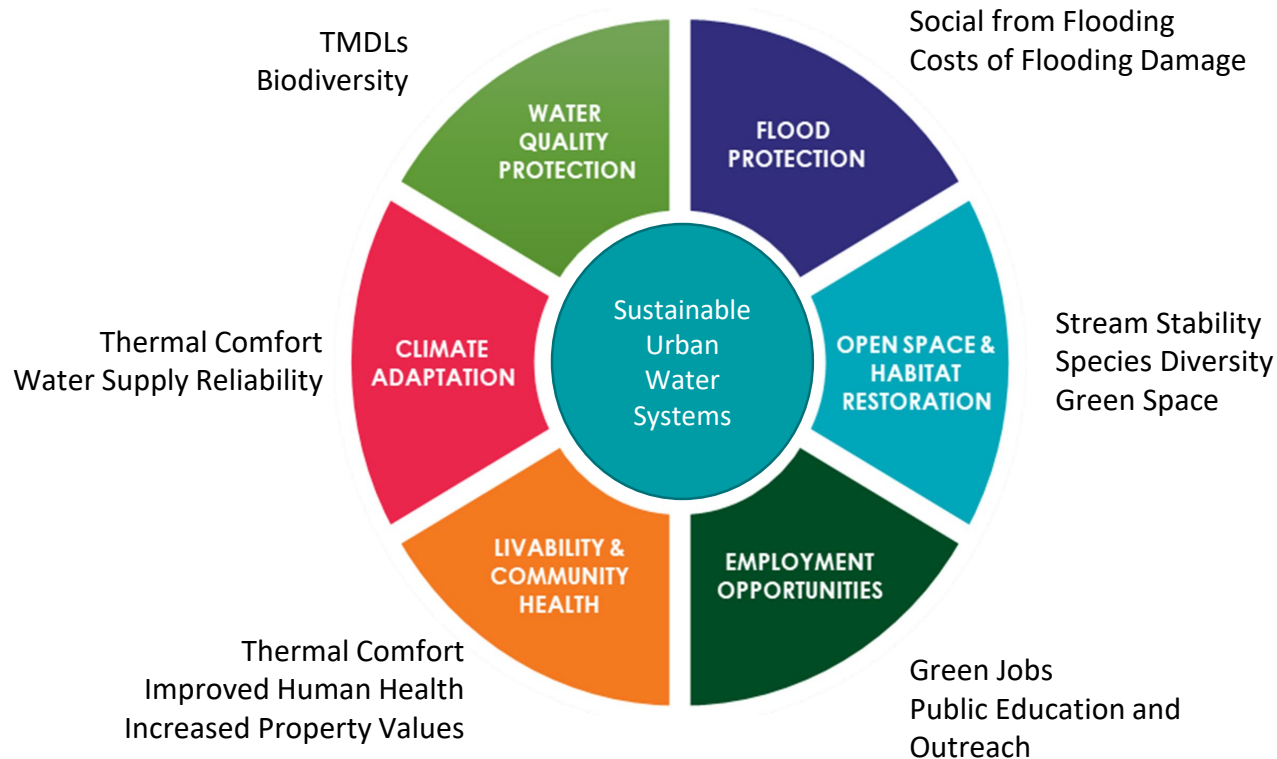 TMDLs
Biodiversity
Social from Flooding
Costs of Flooding Damage
WATER
QUALITY
PROTECTION
FLOOD
PROTECTION
Thermal Comfort
Water Supply Reliability
CLIMATE
ADAPTATION
Sustainable
Urban
Water
Systems
OPEN SPACE &
HABITAT
RESTORATION
Stream Stability
Species Diversity
Green Space
LIVABILITY &
COMMUNITY
HEALTH
EMPLOYMENT
OPPORTUNITIES
Thermal Comfort
Improved Human Health
Increased Property Values
Green Jobs
Public Education and
Outreach